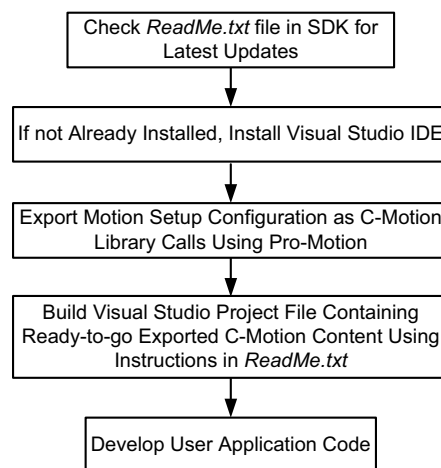 Check ReadMe.txt file in SDK for
Latest Updates
If not Already Installed, Install Visual Studio IDE
Export Motion Setup Configuration as C-Motion
Library Calls Using Pro-Motion
Build Visual Studio Project File Containing
Ready-to-go Exported C-Motion Content Using
Instructions in ReadMe.txt
Develop User Application Code